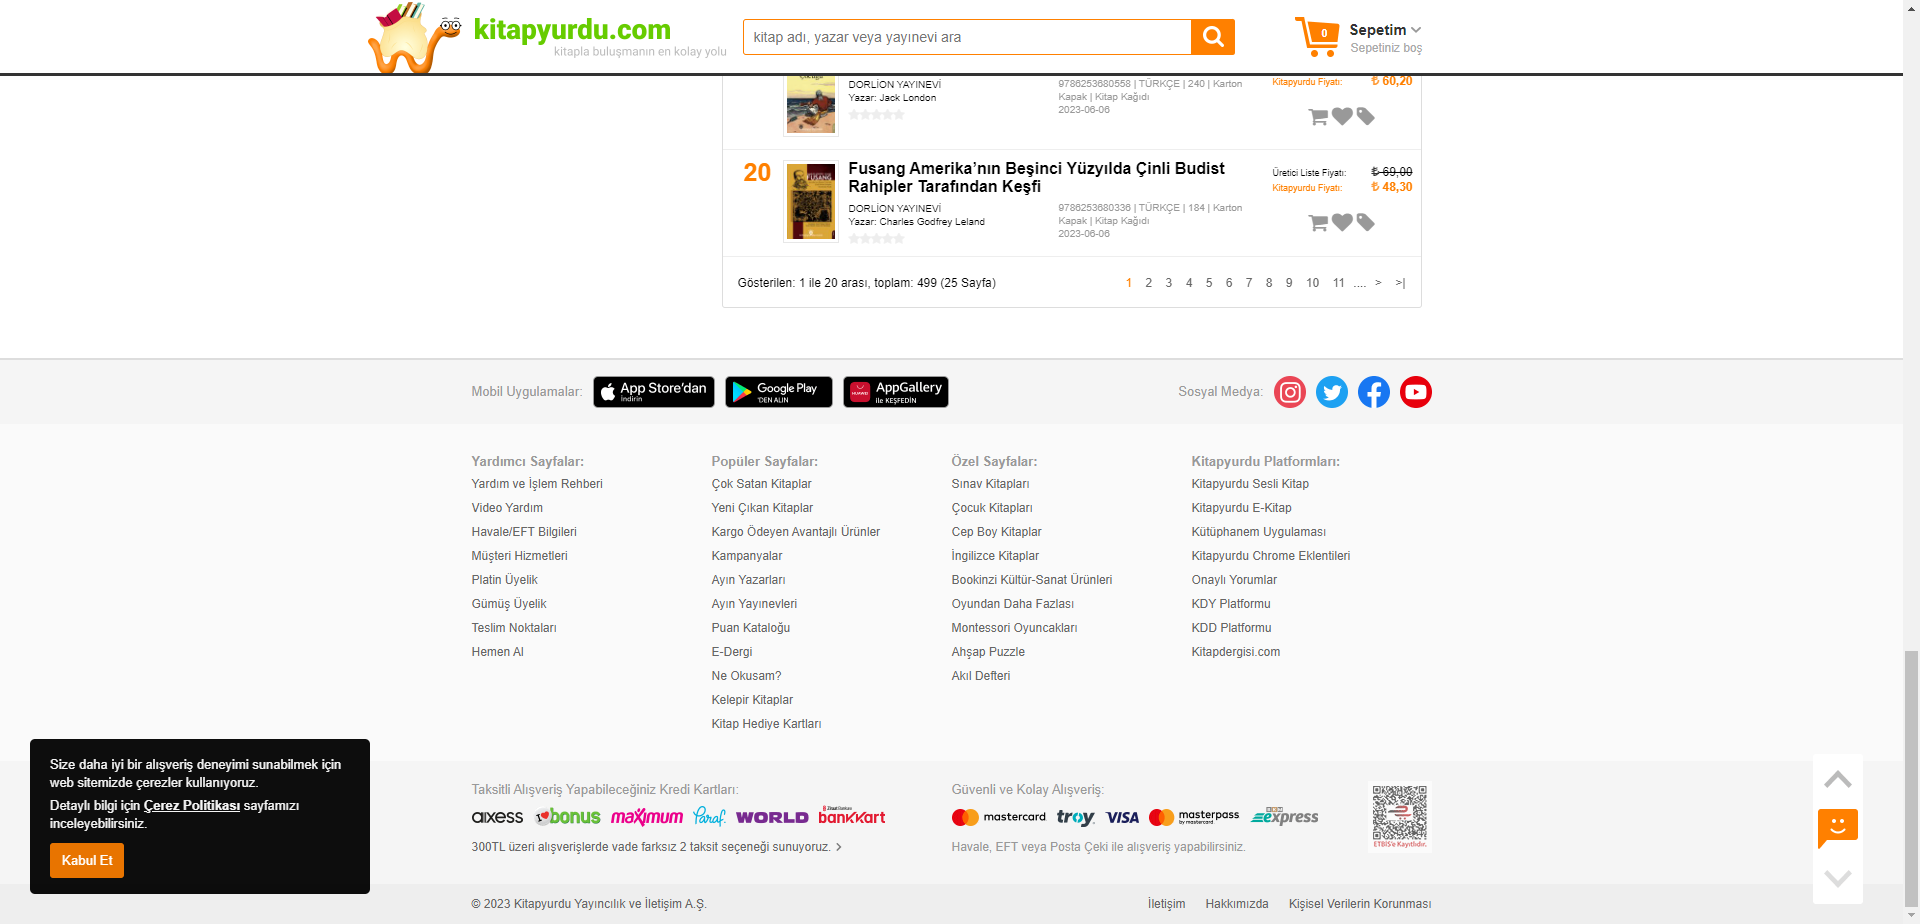 kitapyurdu.com
kitapla buluşmanın en kolay yolu
kitap adı, yazar veya yayınevi ara
0
Sepetim
Sepetiniz boş
DORLİON YAYINEVİ
Yazar: Jack London
9786253680558 | TÜRKÇE | 240 | Karton
Kapak | Kitap Kağıdı
2023-06-06
Kitapyurdu Fiyatı:
₺ 60,20
20
FUSANG
Fusang Amerika’nın Beşinci Yüzyılda Çinli Budist
Rahipler Tarafından Keşfi
DORLİON YAYINEVİ
Yazar: Charles Godfrey Leland
9786253680336 | TÜRKÇE | 184 | Karton
Kapak | Kitap Kağıdı
2023-06-06
Üretici Liste Fiyatı:
₺ 69,00
Kitapyurdu Fiyatı:
₺ 48,30
Gösterilen: 1 ile 20 arası, toplam: 499 (25 Sayfa)
1 2 3 4 5 6 7 8 9 10 11 .... > >|
Mobil Uygulamalar:
App Store’dan
İndirin
Google Play
'DEN ALIN
HUAWEI
AppGallery
ile KEŞFEDİN
Sosyal Medya:
Yardımcı Sayfalar:
Yardım ve İşlem Rehberi
Video Yardım
Havale/EFT Bilgileri
Müşteri Hizmetleri
Platin Üyelik
Gümüş Üyelik
Teslim Noktaları
Hemen Al
Popüler Sayfalar:
Çok Satan Kitaplar
Yeni Çıkan Kitaplar
Kargo Ödeyen Avantajlı Ürünler
Kampanyalar
Ayın Yazarları
Ayın Yayınevleri
Puan Kataloğu
E-Dergi
Ne Okusam?
Kelepir Kitaplar
Kitap Hediye Kartları
Özel Sayfalar:
Sınav Kitapları
Çocuk Kitapları
Cep Boy Kitaplar
İngilizce Kitaplar
Bookinzi Kültür-Sanat Ürünleri
Oyundan Daha Fazlası
Montessori Oyuncakları
Ahşap Puzzle
Akıl Defteri
Kitapyurdu Platformları:
Kitapyurdu Sesli Kitap
Kitapyurdu E-Kitap
Kütüphanem Uygulaması
Kitapyurdu Chrome Eklentileri
Onaylı Yorumlar
KDY Platformu
KDD Platformu
Kitapdergisi.com
Size daha iyi bir alışveriş deneyimi sunabilmek için
web sitemizde çerezler kullanıyoruz.
Detaylı bilgi için Çerez Politikası sayfamızı
inceleyebilirsiniz.
Kabul Et
Taksitli Alışveriş Yapabileceğiniz Kredi Kartları:
axess bonus maximum Paraf WORLD bankkart
300TL üzeri alışverişlerde vade farksız 2 taksit seçeneği sunuyoruz. >
Güvenli ve Kolay Alışveriş:
mastercard troy VISA masterpass by mastercard express
Havale, EFT veya Posta Çeki ile alışveriş yapabilirsiniz.
ETBİS'e Kayıtlıdır.
© 2023 Kitapyurdu Yayıncılık ve İletişim A.Ş.
İletişim
Hakkımızda
Kişisel Verilerin Korunması